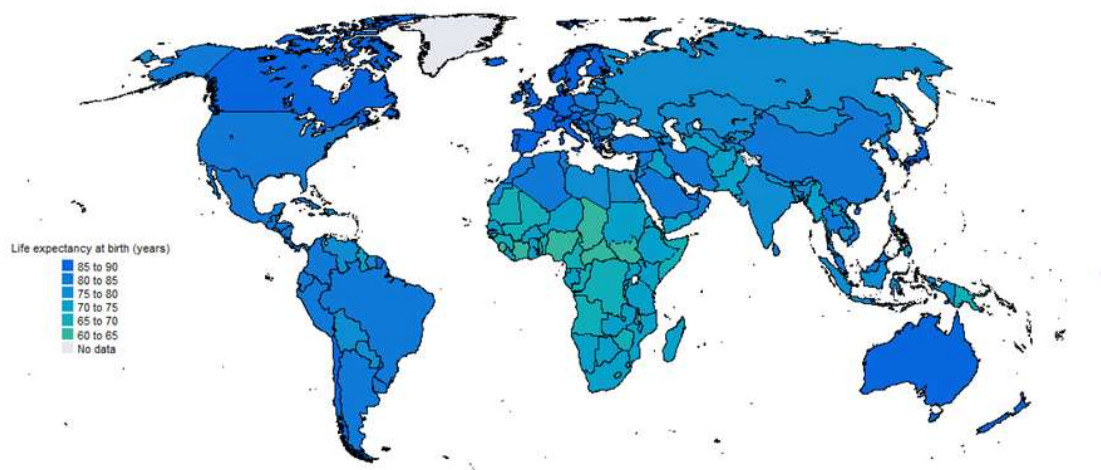 Life expectancy at birth (years)
85 to 90
80 to 85
75 to 80
70 to 75
65 to 70
60 to 65
No data